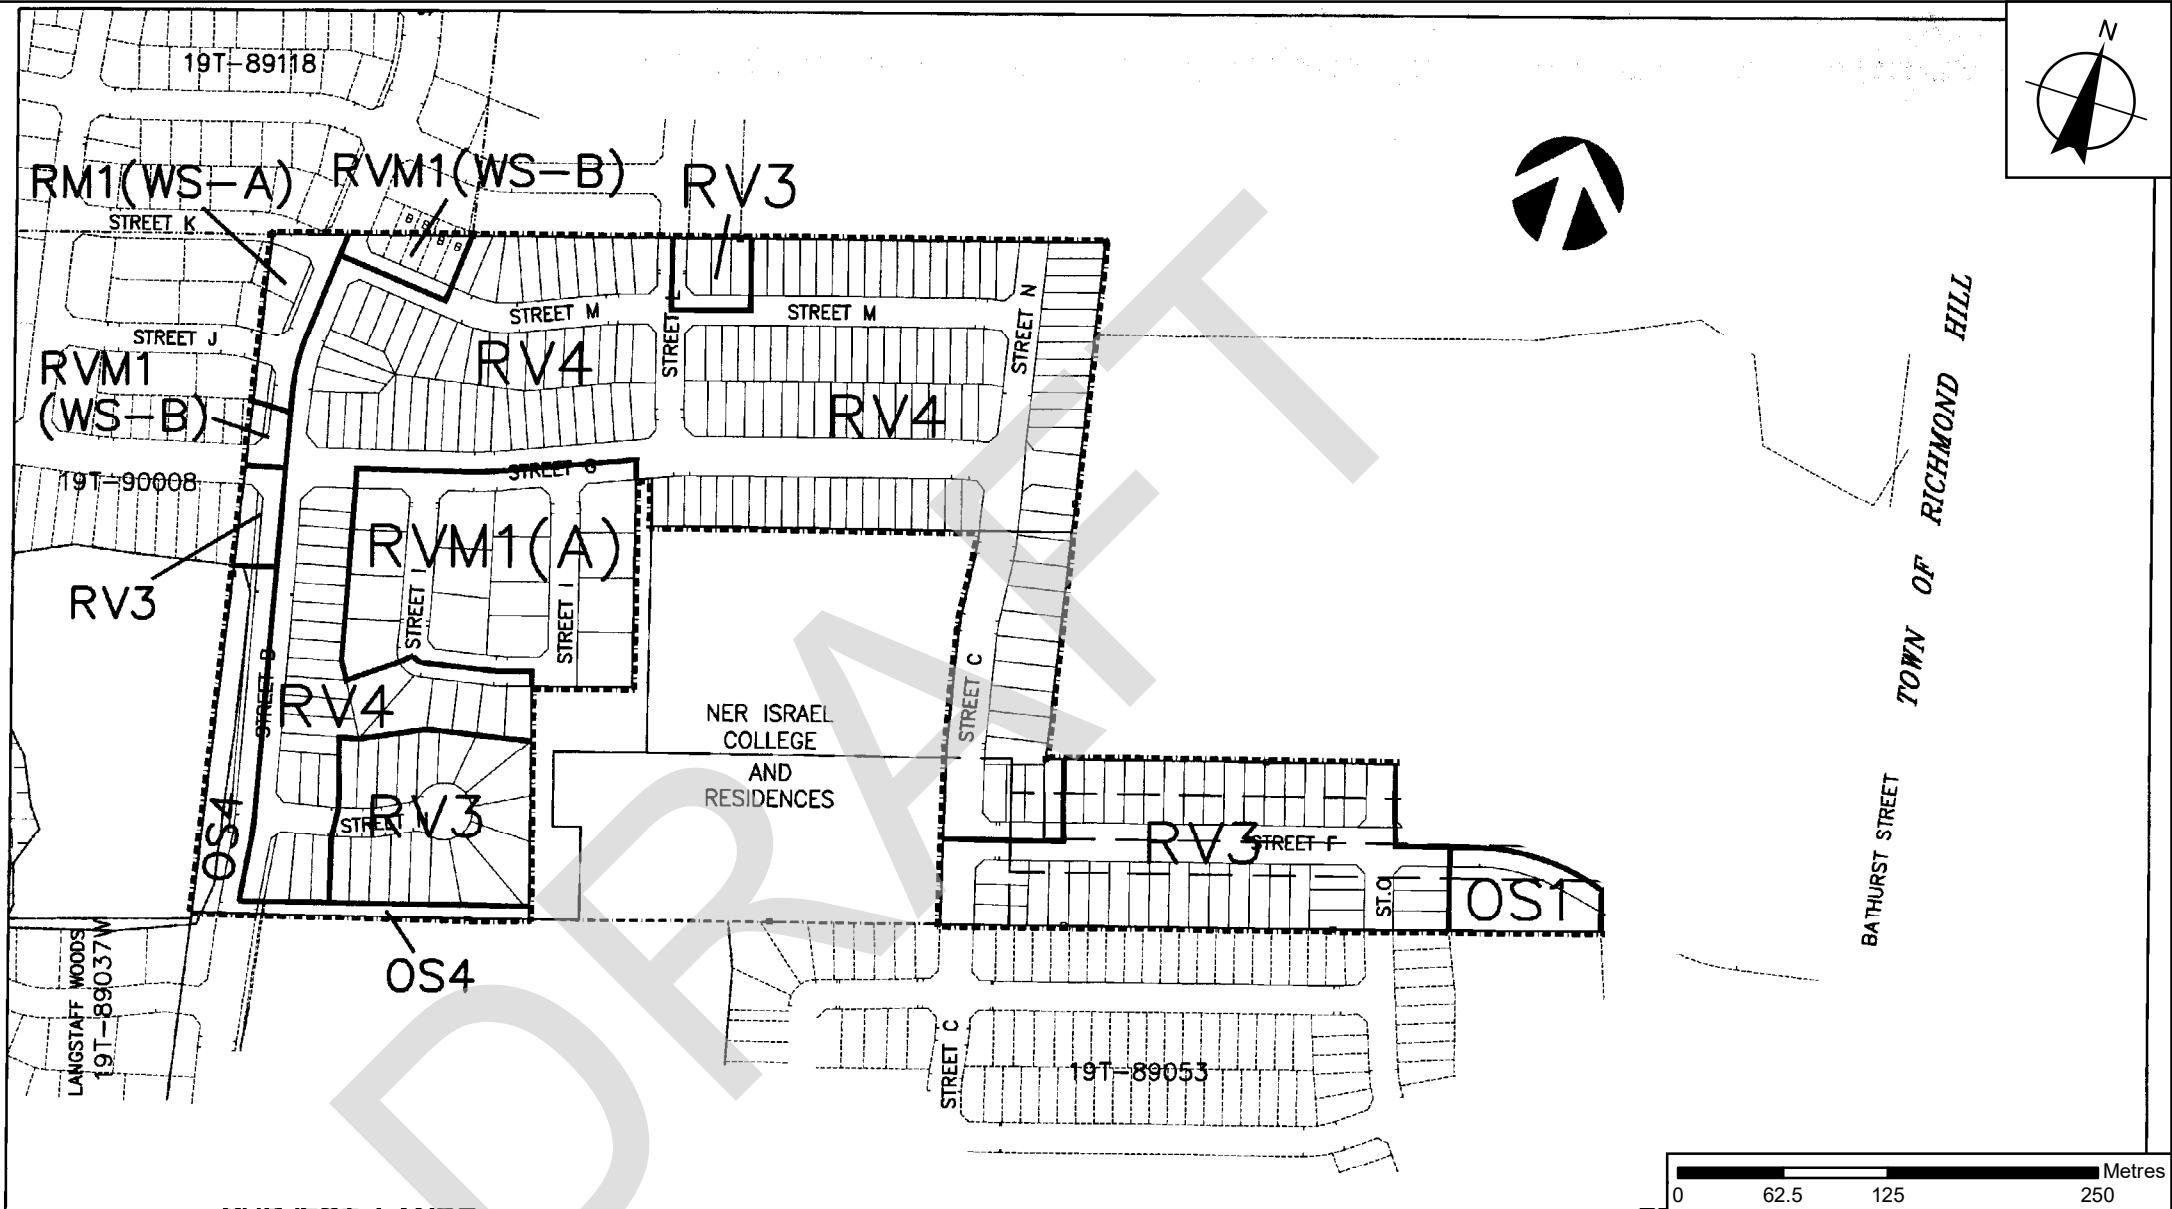 19T-89118
N
RM1(WS-A)
RVM1(WS-B)
RV3
STREET K
B B B B B
STREET M
STREET L
STREET M
STREET N
STREET J
RVM1
(WS-B)
RV4
RV4
19T-90008
STREET G
RVM1(A)
RV3
STREET I
STREET I
STREET B
RV4
STREET C
NER ISRAEL
COLLEGE
AND
RESIDENCES
OS4
RV3
STREET
RV3
STREET F
ST.O
OS1
OS4
LANGSTAFF WOODS
19T-89037W
STREET C
19T-89053
BATHURST STREET
TOWN OF RICHMOND HILL
DRAFT
Metres
0 62.5 125 250